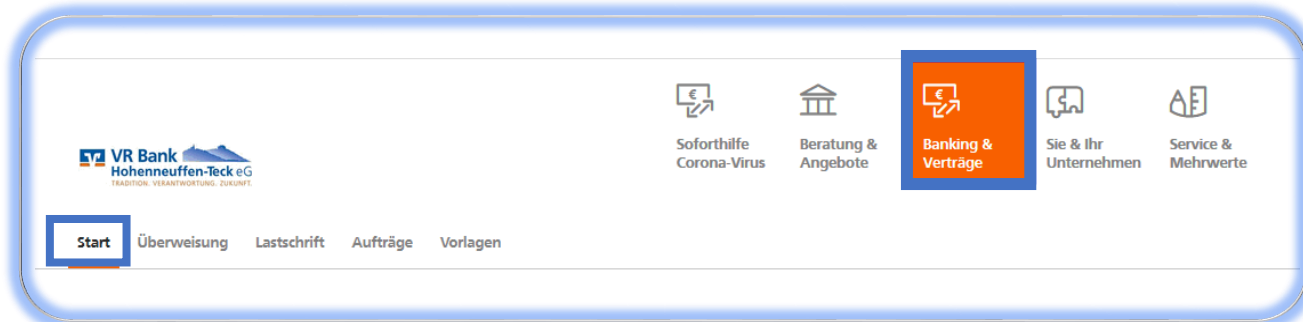 Soforthilfe
Corona-Virus
Beratung &
Angebote
Banking &
Verträge
Sie & Ihr
Unternehmen
Service &
Mehrwerte
VR Bank
Hohenneuffen-Teck eG
TRADITION. VERANTWORTUNG. ZUKUNFT.
Start Überweisung Lastschrift Aufträge Vorlagen